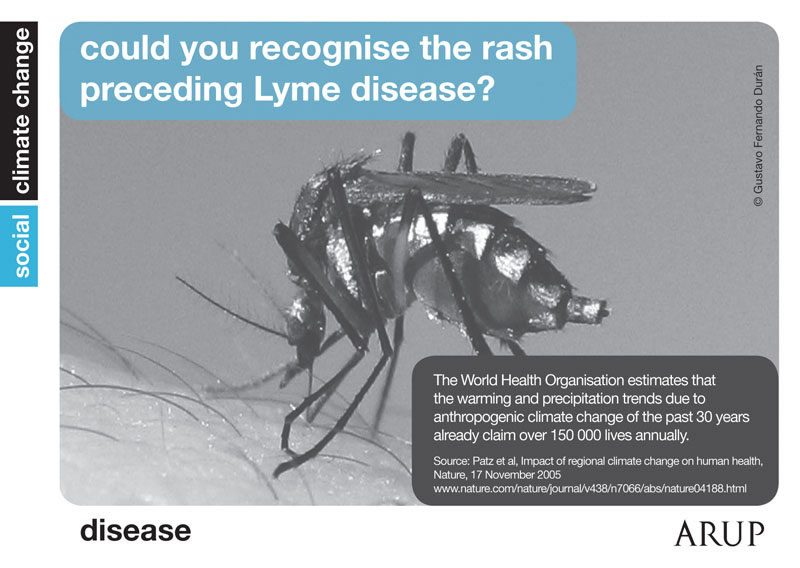 climate change
social
could you recognise the rash
preceding Lyme disease?
© Gustavo Fernando Durán
The World Health Organisation estimates that
the warming and precipitation trends due to
anthropogenic climate change of the past 30 years
already claim over 150 000 lives annually.
Source: Patz et al, Impact of regional climate change on human health,
Nature, 17 November 2005
www.nature.com/nature/journal/v438/n7066/abs/nature04188.html
disease
ARUP